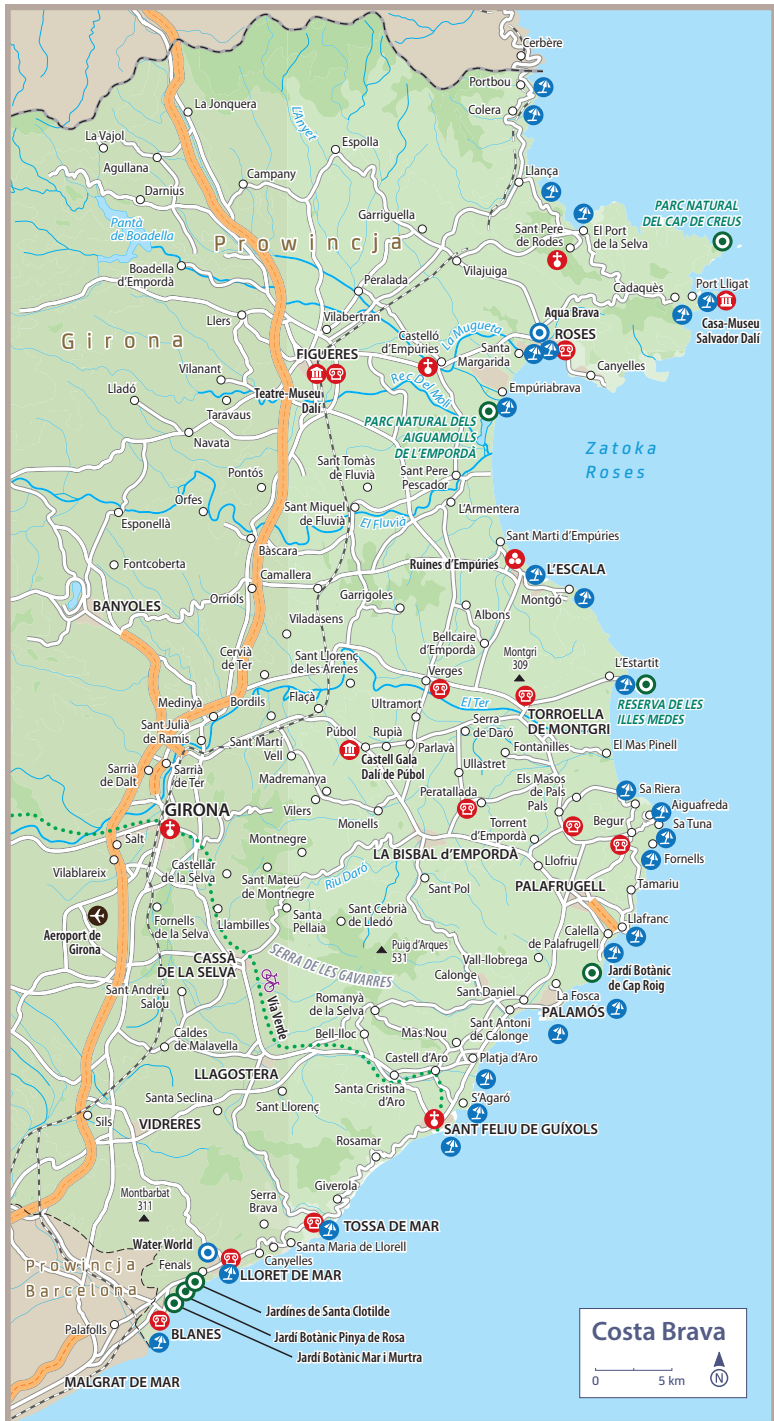 Cerbère
Portbou
Colera
La Jonquera
L'Anyet
La Vajol
Agullana
Espolla
Darnius
Campany
Llança
Pantà
de Boadella
Garriguella
Prowincja
Sant Pere
de Rodes
El Port
de la Selva
PARC NATURAL
DEL CAP DE CREUS
Boadella
d'Empordà
Vilajuiga
Peralada
Cadaquès
Port Lligat
Casa-Museu
Salvador Dalí
Llers
Vilabertran
Girona
Castelló
d'Empúries
La Mugueta
Aqua Brava
ROSES
Santa
Margarida
FIGUERES
Canyelles
Vilanant
Teatre-Museu
Dalí
Rec Del Molí
Empúriabrava
Lladó
Taravaus
PARC NATURAL DELS
AIGUAMOLLS
DE L'EMPORDÀ
Navata
Zatoka
Roses
Pontós
Sant Tomàs
de Fluvià
Sant Pere
Pescador
Orfes
Sant Miquel
de Fluvià
L'Armentera
Esponellà
El Fluvià
Bàscara
Sant Marti d'Empúries
Fontcoberta
Camallera
Ruines d'Empúries
L'ESCALA
Orriols
Garrigoles
Montgó
BANYOLES
Viladasens
Albons
Bellcaire
d'Empordà
Cervià
de Ter
Sant Llorenç
de les Arenes
Montgri
309
Verges
L'Estartit
Medinyà
Bordils
Flaçà
Ultramort
El Ter
RESERVA DE LES
ILLES MEDES
TORROELLA
DE MONTGRI
Sant Julià
de Ramis
Sant Martí
Vell
Púbol
Rupià
Parlavà
Serra
de Daró
Fontanilles
El Mas Pinell
Castell Gala
Dalí de Púbol
Sarrià
de Dalt
Sarrià
de Ter
Ullastret
Madremanya
Peratallada
Els Masos
de Pals
Sa Riera
GIRONA
Vilers
Monells
Pals
Aiguafreda
Torrent
d'Empordà
Begur
Sa Tuna
Salt
Montnegre
LA BISBAL d'EMPORDÀ
Fornells
Vilablareix
Castellar
de la Selva
Sant Mateu
de Montnegre
Riu Daró
Llofriu
Sant Pol
PALAFRUGELL
Tamariu
Aeroport de
Girona
Fornells
de la Selva
Llambilles
Santa
Pellaia
Sant Cebrià
de Lledó
Llafranc
Calella
de Palafrugell
Puig d'Arques
531
CASSÀ
DE LA SELVA
SERRA DE LES GAVARRES
Vall-llobrega
Calonge
Jardí Botànic
de Cap Roig
Sant Andreu
Salou
Via Verde
Romanyà
de la Selva
Sant Daniel
La Fosca
PALAMÓS
Sant Antoni
de Calonge
Caldes
de Malavella
Bell-lloc
Mas Nou
Castell d'Aro
Platja d'Aro
LLAGOSTERA
Santa Cristina
d'Aro
Santa Seclina
Sant Llorenç
S'Agaró
Sils
VIDRERES
SANT FELIU DE GUÍXOLS
Rosamar
Montbarbat
311
Giverola
Serra
Brava
TOSSA DE MAR
Water World
Santa Maria de Llorell
Prowincja
Barcelona
Fenals
Canyelles
LLORET DE MAR
Jardínes de Santa Clotilde
Palafolls
BLANES
Jardí Botànic Pinya de Rosa
Jardí Botànic Mar i Murtra
MALGRAT DE MAR
Costa Brava
0 5 km
N